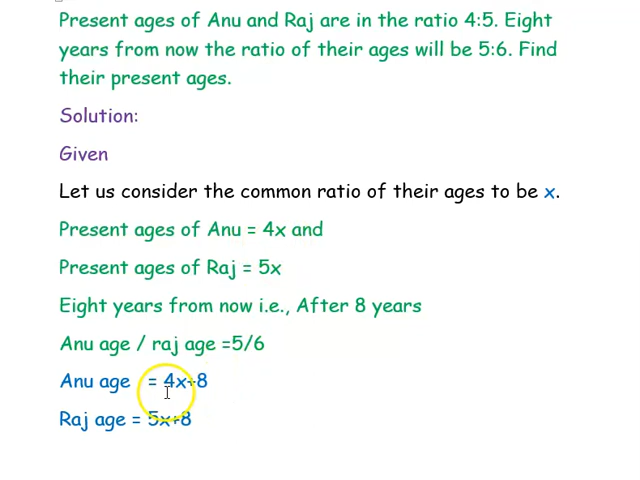 Present ages of Anu and Raj are in the ratio 4:5. Eight
years from now the ratio of their ages will be 5:6. Find
their present ages.
Solution:
Given
Let us consider the common ratio of their ages to be x.
Present ages of Anu = 4x and
Present ages of Raj = 5x
Eight years from now i.e., After 8 years
Anu age / raj age =5/6
Anu age = 4x+8
Raj age = 5x+8